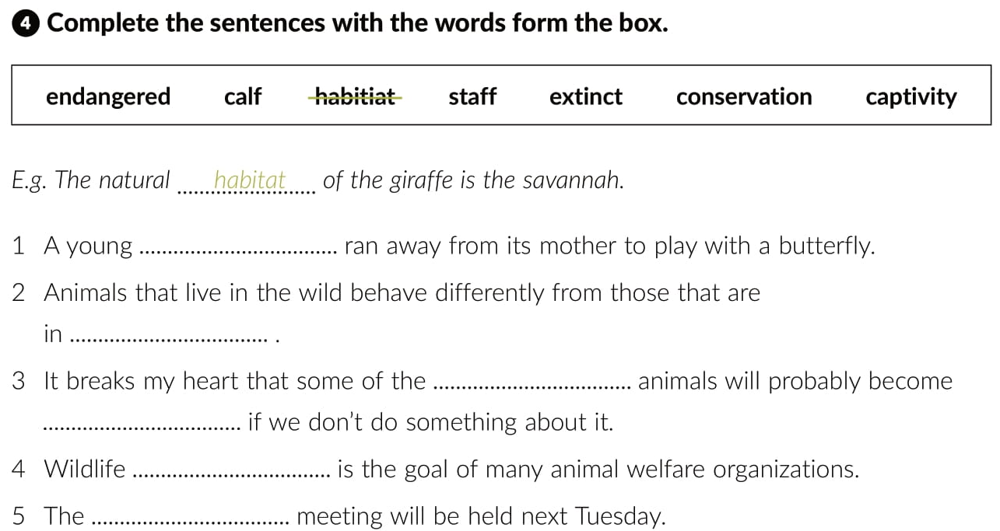 4 Complete the sentences with the words form the box.
endangered calf habitiat staff extinct conservation captivity
E.g. The natural ....habitat.... of the giraffe is the savannah.
1 A young .................................. ran away from its mother to play with a butterfly.
2 Animals that live in the wild behave differently from those that are
in .................................. .
3 It breaks my heart that some of the .................................. animals will probably become
.................................. if we don't do something about it.
4 Wildlife .................................. is the goal of many animal welfare organizations.
5 The .................................. meeting will be held next Tuesday.